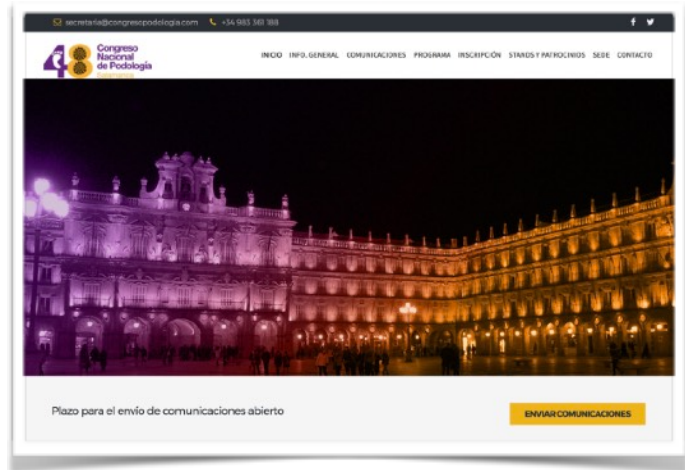 secretaria@congresopodologia.com +34 983 361 188
48 Congreso
Nacional
de Podología
Salamanca
INICIO INFO. GENERAL COMUNICACIONES PROGRAMA INSCRIPCIÓN STANDS Y PATROCINIOS SEDE CONTACTO
Plazo para el envío de comunicaciones abierto
ENVIAR COMUNICACIONES